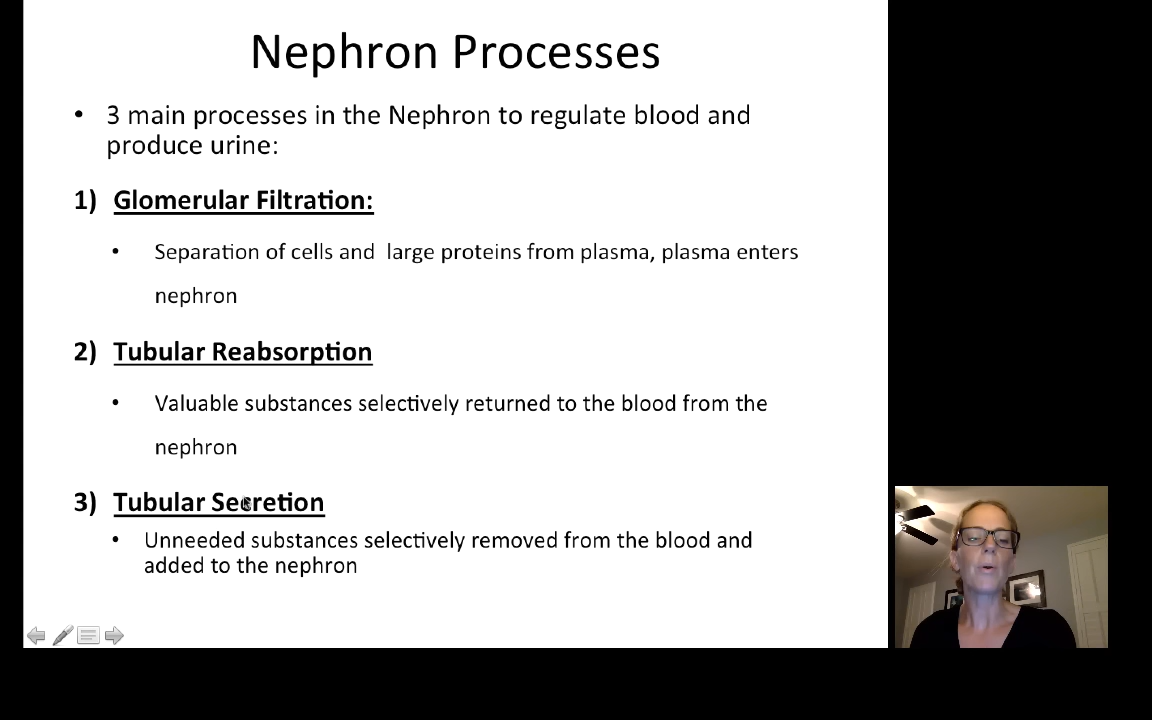 Nephron Processes
• 3 main processes in the Nephron to regulate blood and
produce urine:
1) Glomerular Filtration:
• Separation of cells and  large proteins from plasma, plasma enters
nephron
2) Tubular Reabsorption
• Valuable substances selectively returned to the blood from the
nephron
3) Tubular Secretion
• Unneeded substances selectively removed from the blood and
added to the nephron